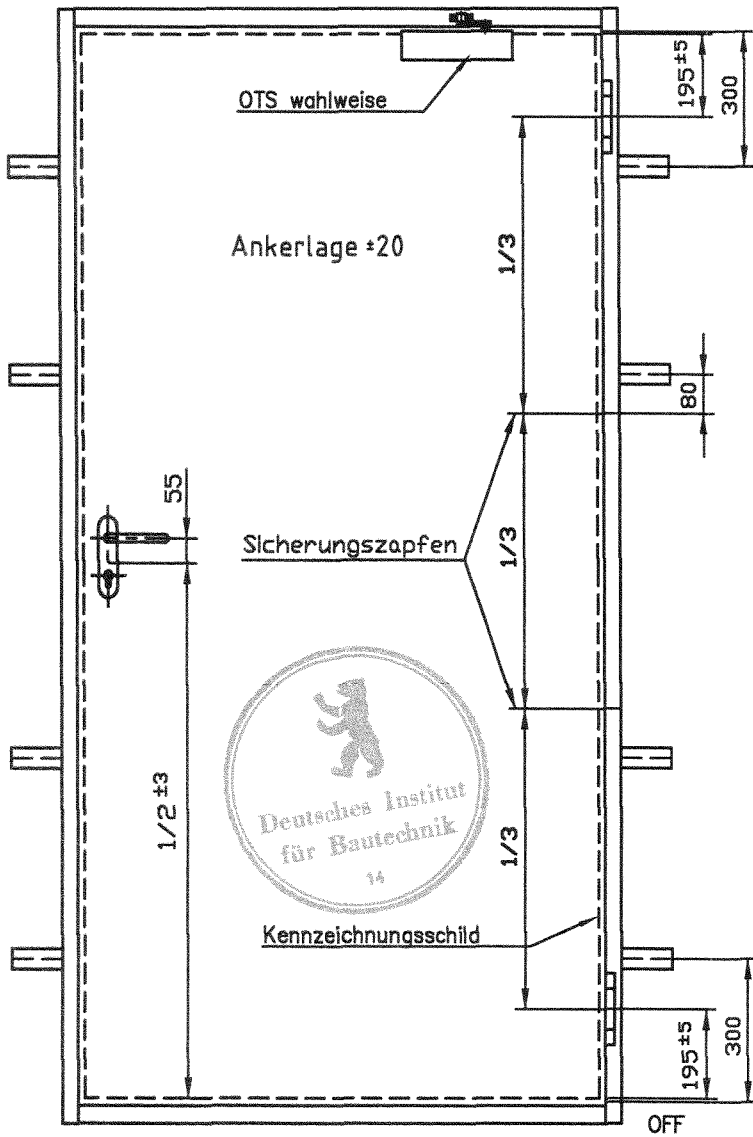 195±5
300
OTS wahlweise
Ankerlage ±20
1/3
80
55
Sicherungszapfen
1/3
1/2 ±3
Deutsches Institut
für Bautechnik
14
1/3
Kennzeichnungsschild
195±5
300
OFF